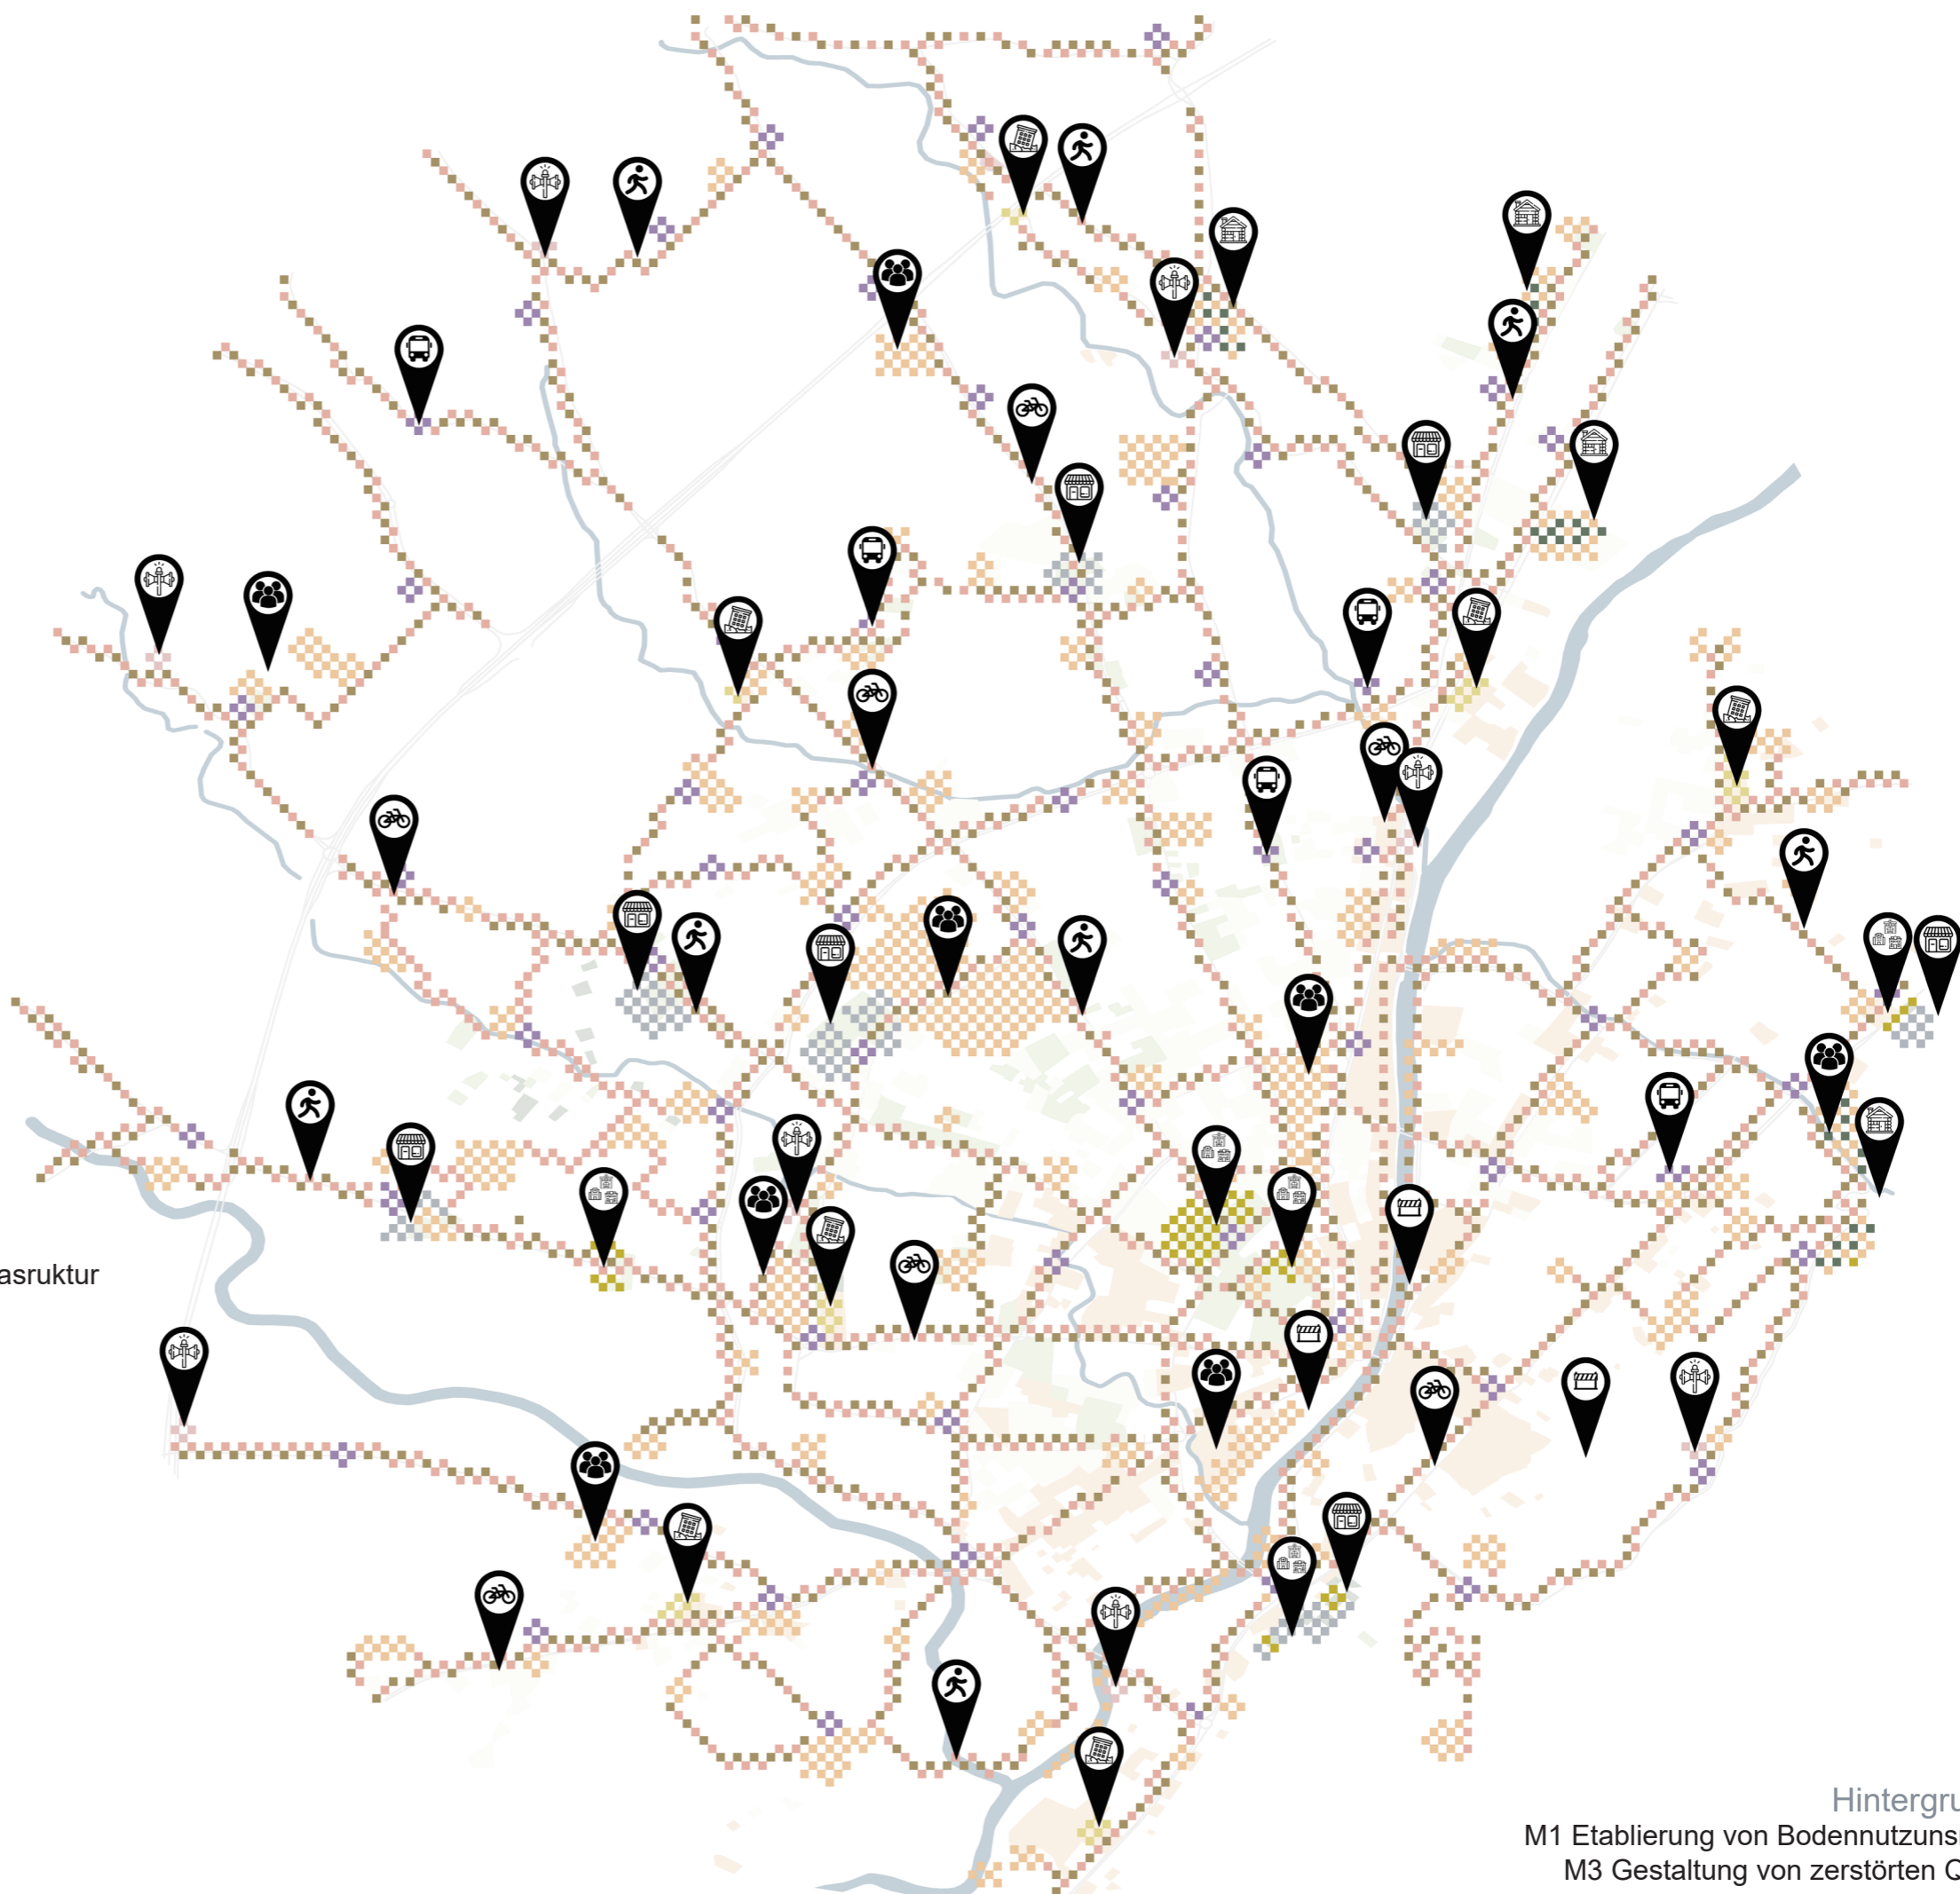 asruktur
Hintergru
M1 Etablierung von Bodennutzuns
M3 Gestaltung von zerstörten Q